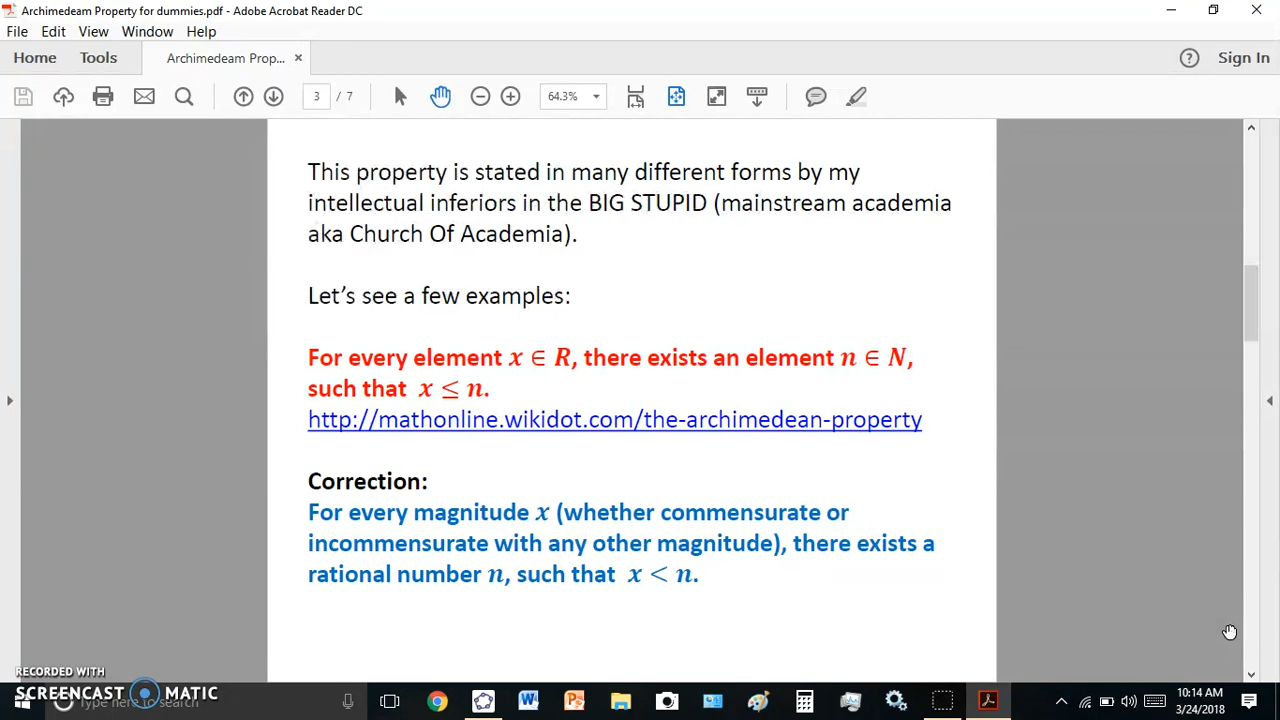 Archimedeam Property for dummies.pdf - Adobe Acrobat Reader DC
File Edit View Window Help
Home Tools Archimedeam Prop... ×
Sign In
3 / 7 64.3%
This property is stated in many different forms by my
intellectual inferiors in the BIG STUPID (mainstream academia
aka Church Of Academia).
Let's see a few examples:
For every element x ∈ R, there exists an element n ∈ N,
such that x ≤ n.
http://mathonline.wikidot.com/the-archimedean-property
Correction:
For every magnitude x (whether commensurate or
incommensurate with any other magnitude), there exists a
rational number n, such that x < n.
RECORDED WITH
SCREENCAST MATIC
Type here to search
10:14 AM
3/24/2018